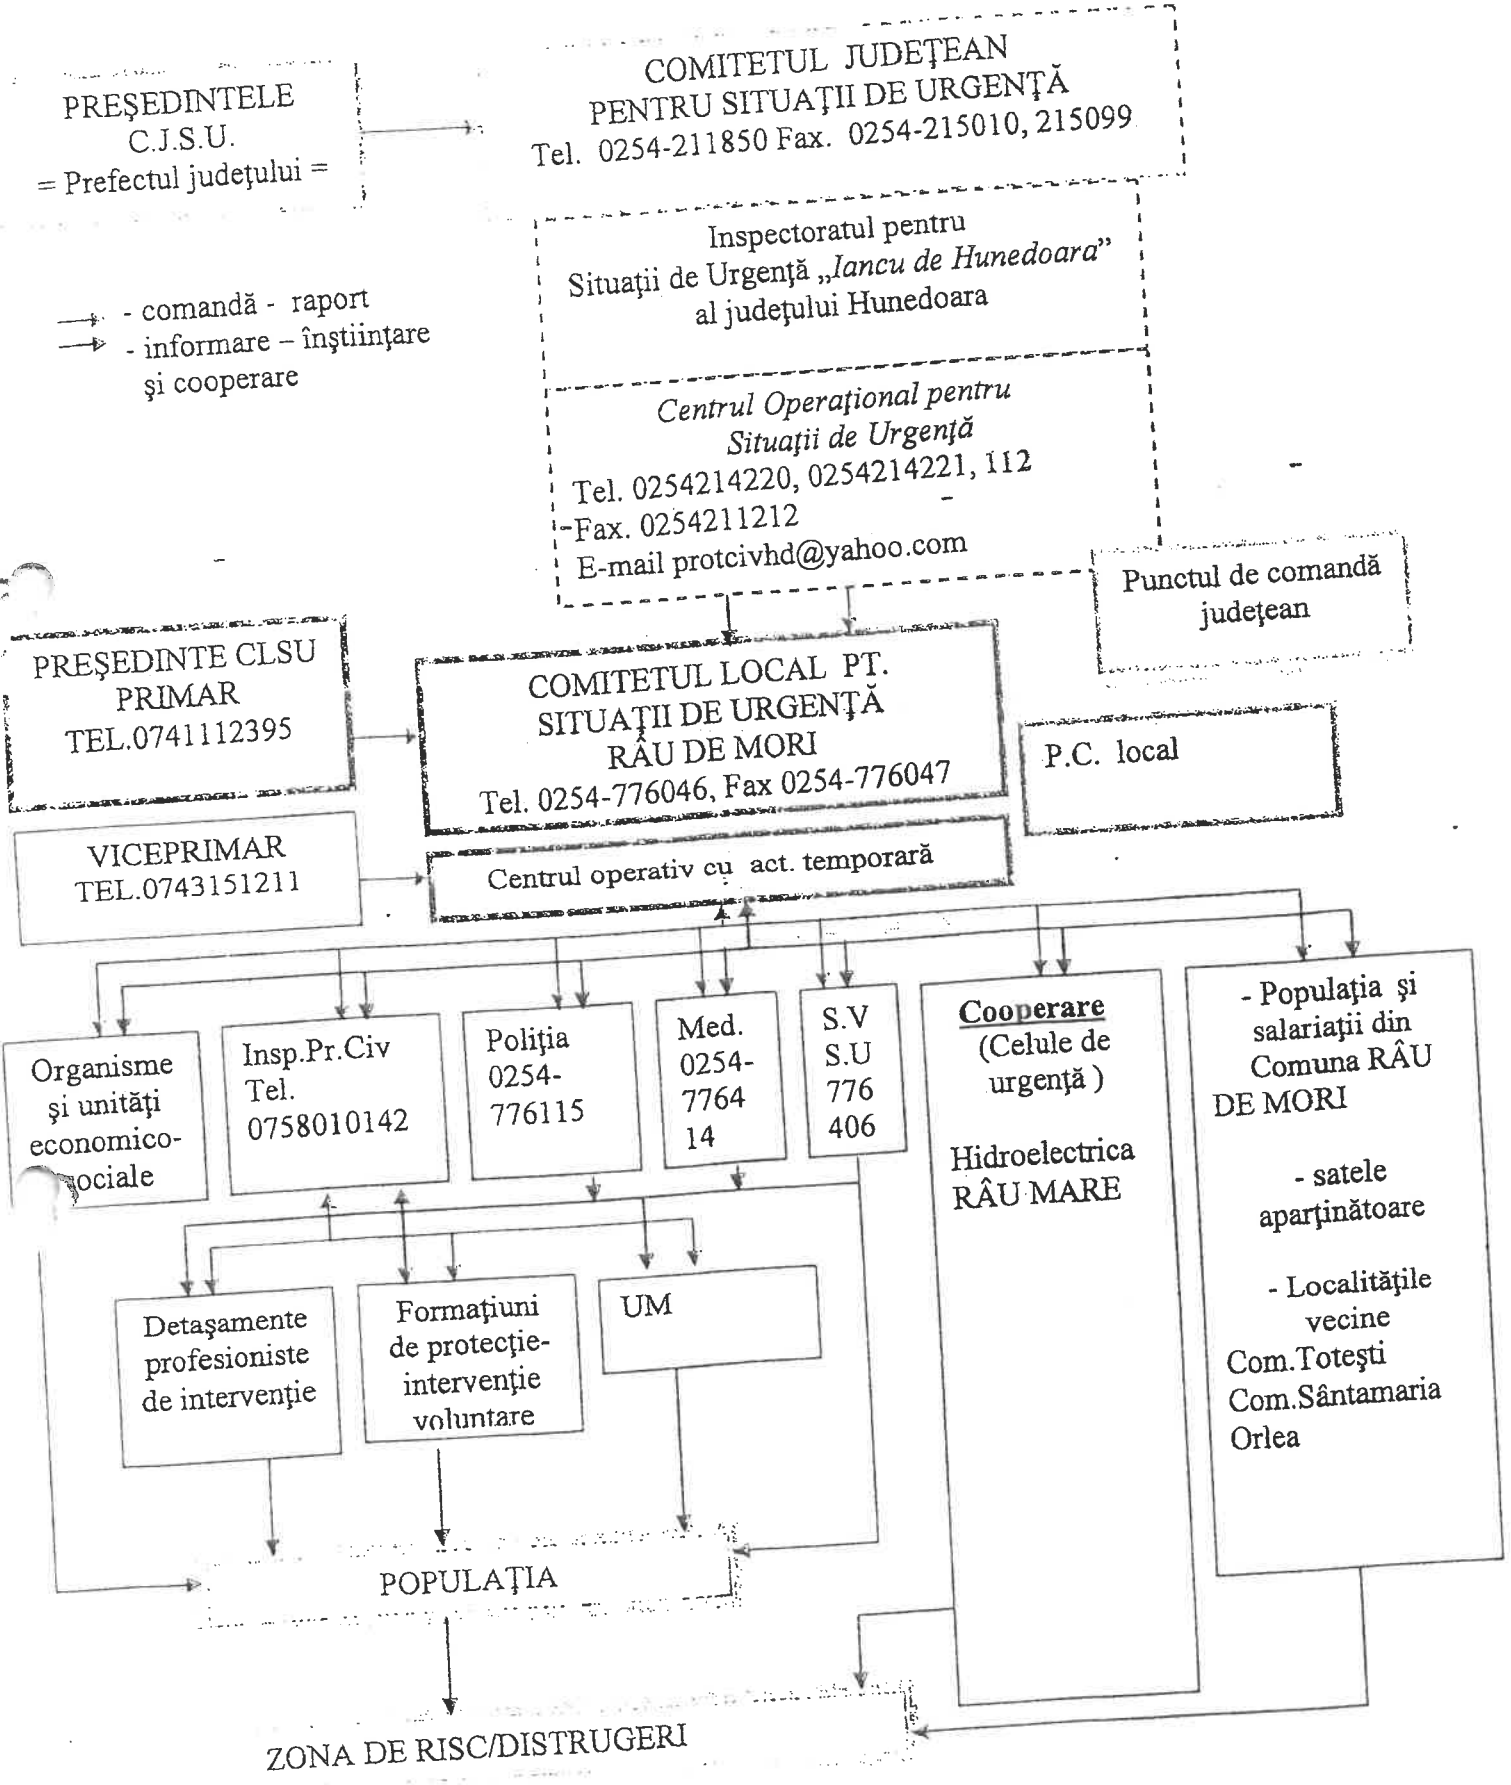 PREŞEDINTELE
C.J.S.U.
= Prefectul judeţului =
COMITETUL JUDEŢEAN
PENTRU SITUAŢII DE URGENŢĂ
Tel. 0254-211850 Fax. 0254-215010, 215099
Inspectoratul pentru
Situaţii de Urgenţă „Iancu de Hunedoara”
al judeţului Hunedoara
- comandă - raport
- informare – înştiinţare
şi cooperare
Centrul Operaţional pentru
Situaţii de Urgenţă
Tel. 0254214220, 0254214221, 112
Fax. 0254211212
E-mail protcivhd@yahoo.com
Punctul de comandă
judeţean
PREŞEDINTE CLSU
PRIMAR
TEL.0741112395
COMITETUL LOCAL PT.
SITUAŢII DE URGENŢĂ
RÂU DE MORI
Tel. 0254-776046, Fax 0254-776047
P.C. local
VICEPRIMAR
TEL.0743151211
Centrul operativ cu act. temporară
Organisme
şi unităţi
economico-
sociale
Insp.Pr.Civ
Tel.
0758010142
Poliţia
0254-
776115
Med.
0254-
7764
14
S.V
S.U
776
406
Cooperare
(Celule de
urgenţă )
Hidroelectrica
RÂU MARE
- Populaţia şi
salariaţii din
Comuna RÂU
DE MORI
- satele
aparţinătoare
- Localităţile
vecine
Com.Toteşti
Com.Sântamaria
Orlea
Detaşamente
profesioniste
de intervenţie
Formaţiuni
de protecţie-
intervenţie
voluntare
UM
POPULAŢIA
ZONA DE RISC/DISTRUGERI